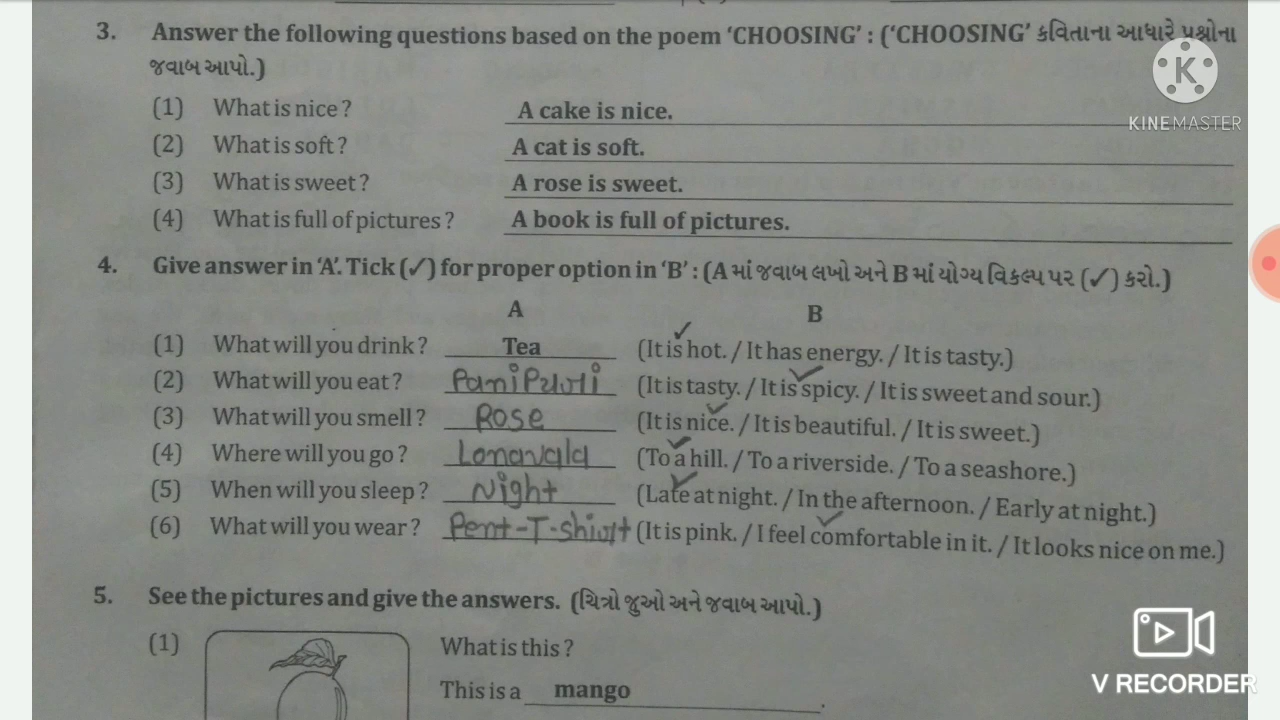 3. Answer the following questions based on the poem ‘CHOOSING’ : (‘CHOOSING’ કવિતાના આધારે પ્રશ્નોના
જવાબ આપો.)
(1) What is nice ? A cake is nice.
(2) What is soft ? A cat is soft.
(3) What is sweet ? A rose is sweet.
(4) What is full of pictures ? A book is full of pictures.
4. Give answer in ‘A’. Tick (✓) for proper option in ‘B’ : (A માં જવાબ લખો અને B માં યોગ્ય વિકલ્પ પર (✓) કરો.)
A B
(1) What will you drink ? Tea (It is hot. / It has energy. / It is tasty.)
(2) What will you eat ? (It is tasty. / It is spicy. / It is sweet and sour.)
(3) What will you smell ? Rose (It is nice. / It is beautiful. / It is sweet.)
(4) Where will you go ? Lonavala (To a hill. / To a riverside. / To a seashore.)
(5) When will you sleep ? Night (Late at night. / In the afternoon. / Early at night.)
(6) What will you wear ? Pent-T-shirt (It is pink. / I feel comfortable in it. / It looks nice on me.)
5. See the pictures and give the answers. (ચિત્રો જુઓ અને જવાબ આપો.)
(1) What is this ?
This is a mango.
K
KINEMASTER
V RECORDER